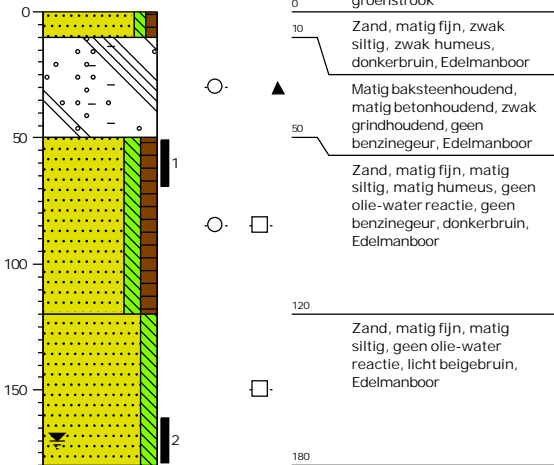 0
50
100
150
1
2
0
groenstrook
10
Zand, matig fijn, zwak
siltig, zwak humeus,
donkerbruin, Edelmanboor
Matig baksteenhoudend,
matig betonhoudend, zwak
grindhoudend, geen
benzinegeur, Edelmanboor
50
Zand, matig fijn, matig
siltig, matig humeus, geen
olie-water reactie, geen
benzinegeur, donkerbruin,
Edelmanboor
120
Zand, matig fijn, matig
siltig, geen olie-water
reactie, licht beigebruin,
Edelmanboor
180